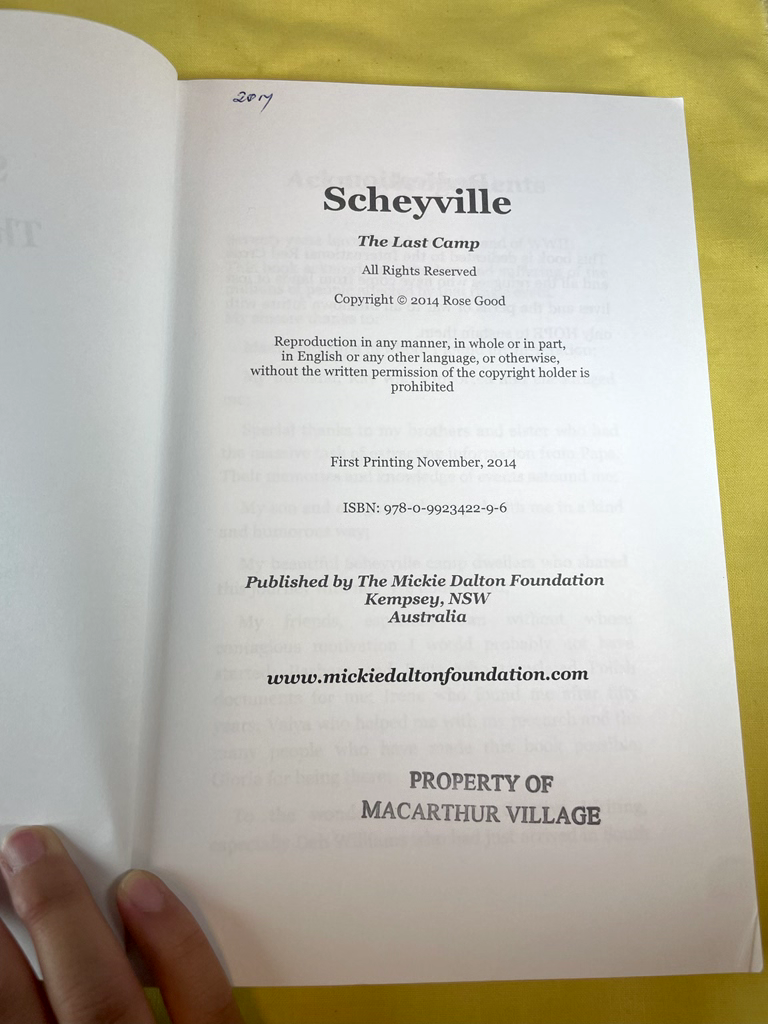 2017
Scheyville
The Last Camp
All Rights Reserved
Copyright © 2014 Rose Good
Reproduction in any manner, in whole or in part,
in English or any other language, or otherwise,
without the written permission of the copyright holder is
prohibited
First Printing November, 2014
ISBN: 978-0-9923422-9-6
Published by The Mickie Dalton Foundation
Kempsey, NSW
Australia
www.mickiedaltonfoundation.com
PROPERTY OF
MACARTHUR VILLAGE